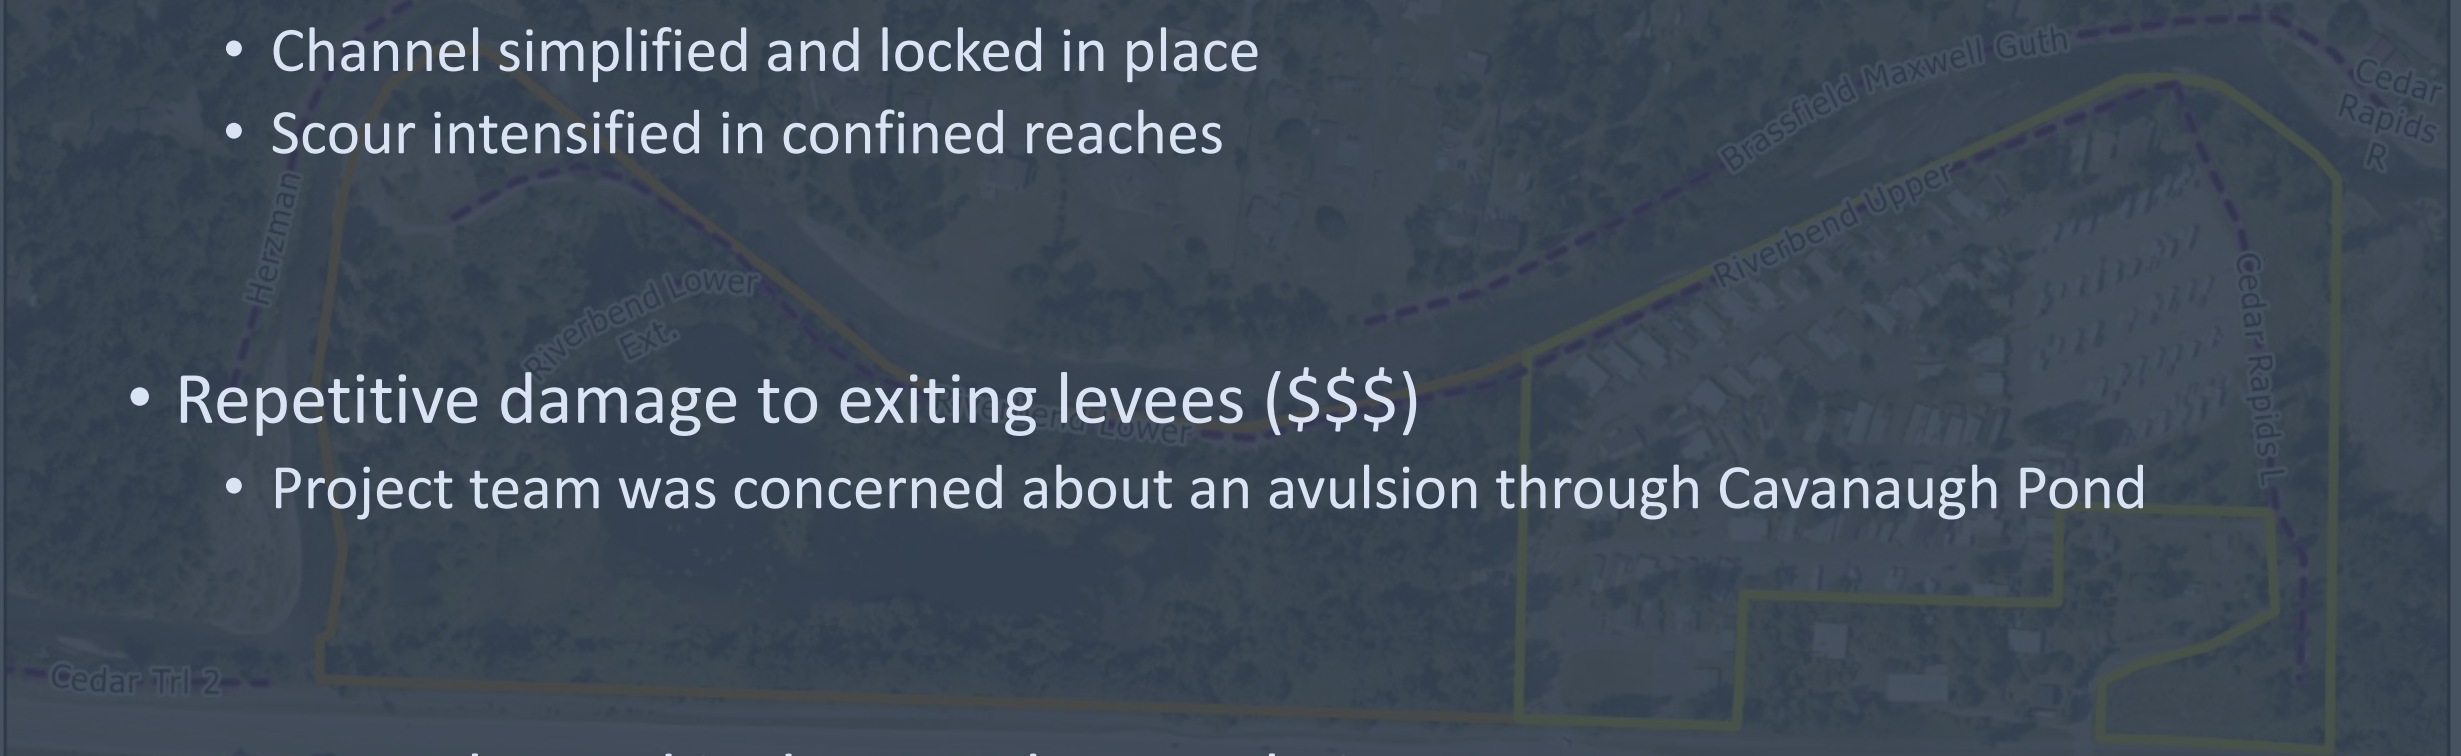 • Channel simplified and locked in place
• Scour intensified in confined reaches
Brassfield Maxwell Guth
Cedar
Rapids
R
Herzman
Riverbend Upper
Riverbend Lower
Ext.
Cedar Rapids L
• Repetitive damage to exiting levees ($$$)
Riverbend Lower
• Project team was concerned about an avulsion through Cavanaugh Pond
Cedar Trl 2